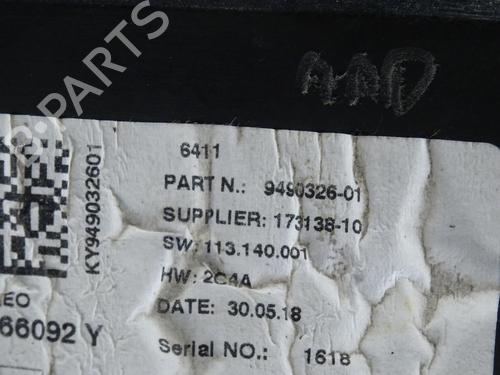 AAD
B-PARTS
6411
PART N.: 9490326-01
SUPPLIER: 173138-10
SW: 113.140.001
HW: 2C4A
DATE: 30.05.18
Serial NO.: 1618
KY949032601
LEO
66092 Y